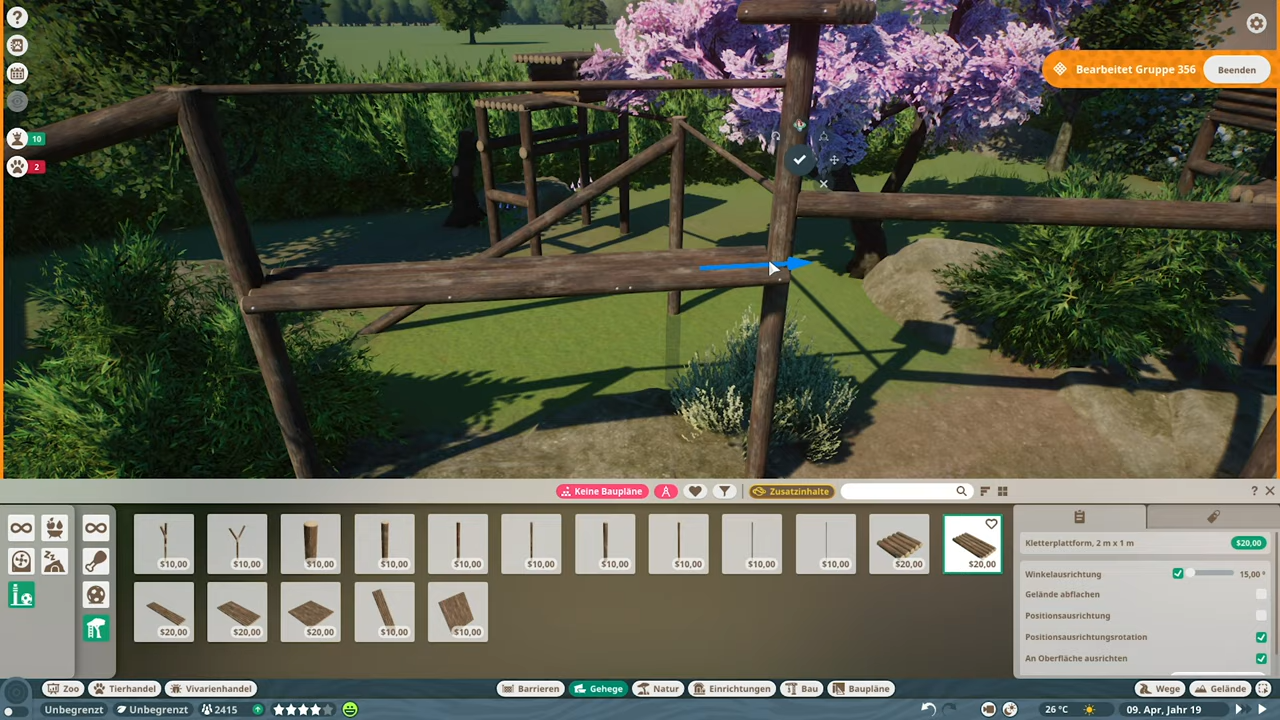 ?
Bearbeitet Gruppe 356
Beenden
10
2
Keine Baupläne
Zusatzinhalte
?
$10,00
$10,00
$10,00
$10,00
$10,00
$10,00
$10,00
$10,00
$10,00
$10,00
$20,00
$20,00
$20,00
$20,00
$20,00
$10,00
$10,00
Kletterplattform, 2 m x 1 m
$20,00
Winkelausrichtung
15,00 °
Gelände abflachen
Positionsausrichtung
Positionsausrichtungsrotation
An Oberfläche ausrichten
Zoo
Tierhandel
Vivarienhandel
Barrieren
Gehege
Natur
Einrichtungen
Bau
Baupläne
Wege
Gelände
Unbegrenzt
Unbegrenzt
2415
26 °C
09. Apr, Jahr 19